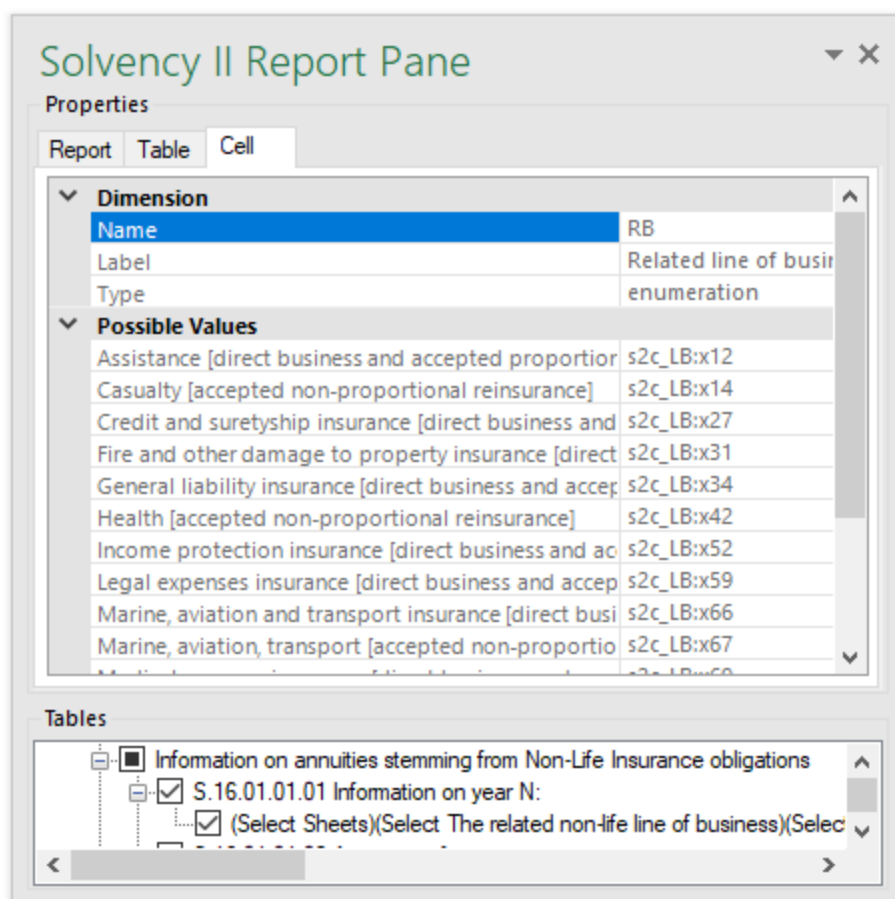 Solvency II Report Pane
Properties
Report Table Cell
Dimension
Name RB
Label Related line of busin
Type enumeration
Possible Values
Assistance [direct business and accepted proportion s2c_LB:x12
Casualty [accepted non-proportional reinsurance] s2c_LB:x14
Credit and suretyship insurance [direct business and s2c_LB:x27
Fire and other damage to property insurance [direct s2c_LB:x31
General liability insurance [direct business and accep s2c_LB:x34
Health [accepted non-proportional reinsurance] s2c_LB:x42
Income protection insurance [direct business and ac s2c_LB:x52
Legal expenses insurance [direct business and accep s2c_LB:x59
Marine, aviation and transport insurance [direct busi s2c_LB:x66
Marine, aviation, transport [accepted non-proportio s2c_LB:x67
Tables
Information on annuities stemming from Non-Life Insurance obligations
S.16.01.01.01 Information on year N:
(Select Sheets)(Select The related non-life line of business)(Selec